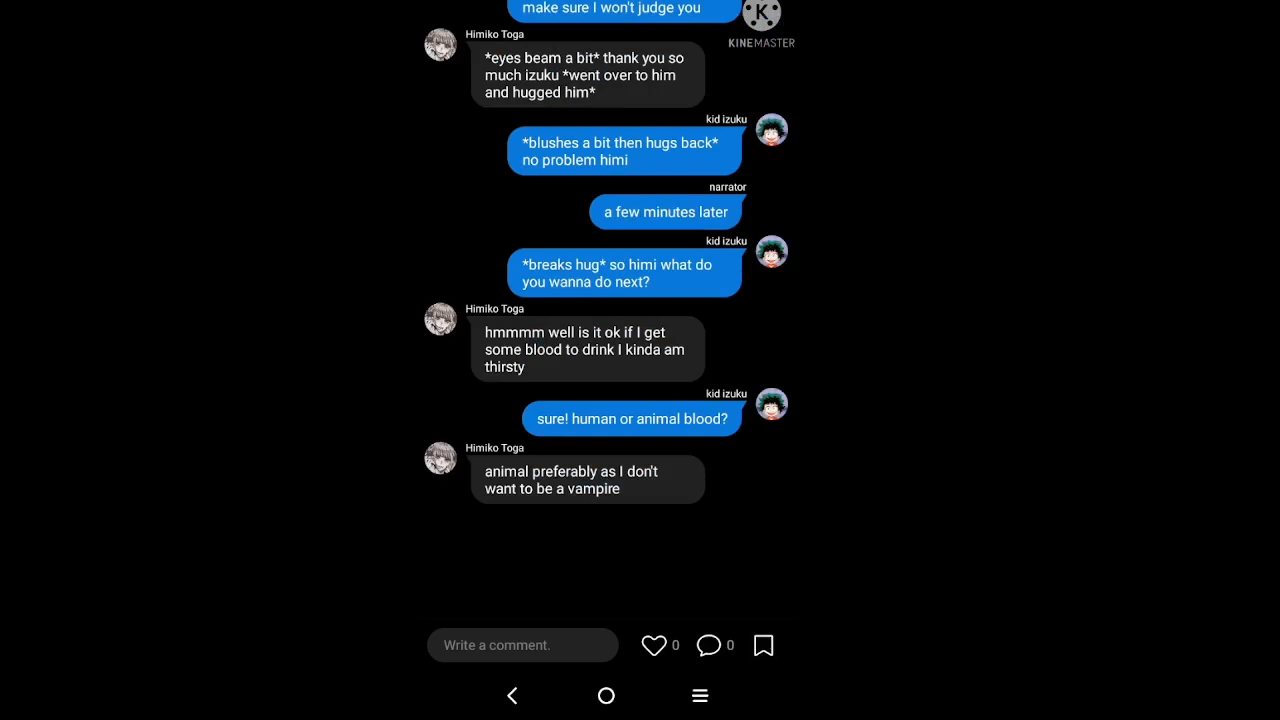 make sure I won't judge you
K
KINEMASTER
Himiko Toga
*eyes beam a bit* thank you so
much izuku *went over to him
and hugged him*
kid izuku
*blushes a bit then hugs back*
no problem himi
narrator
a few minutes later
kid izuku
*breaks hug* so himi what do
you wanna do next?
Himiko Toga
hmmmm well is it ok if I get
some blood to drink I kinda am
thirsty
kid izuku
sure! human or animal blood?
Himiko Toga
animal preferably as I don't
want to be a vampire
Write a comment.
0
0